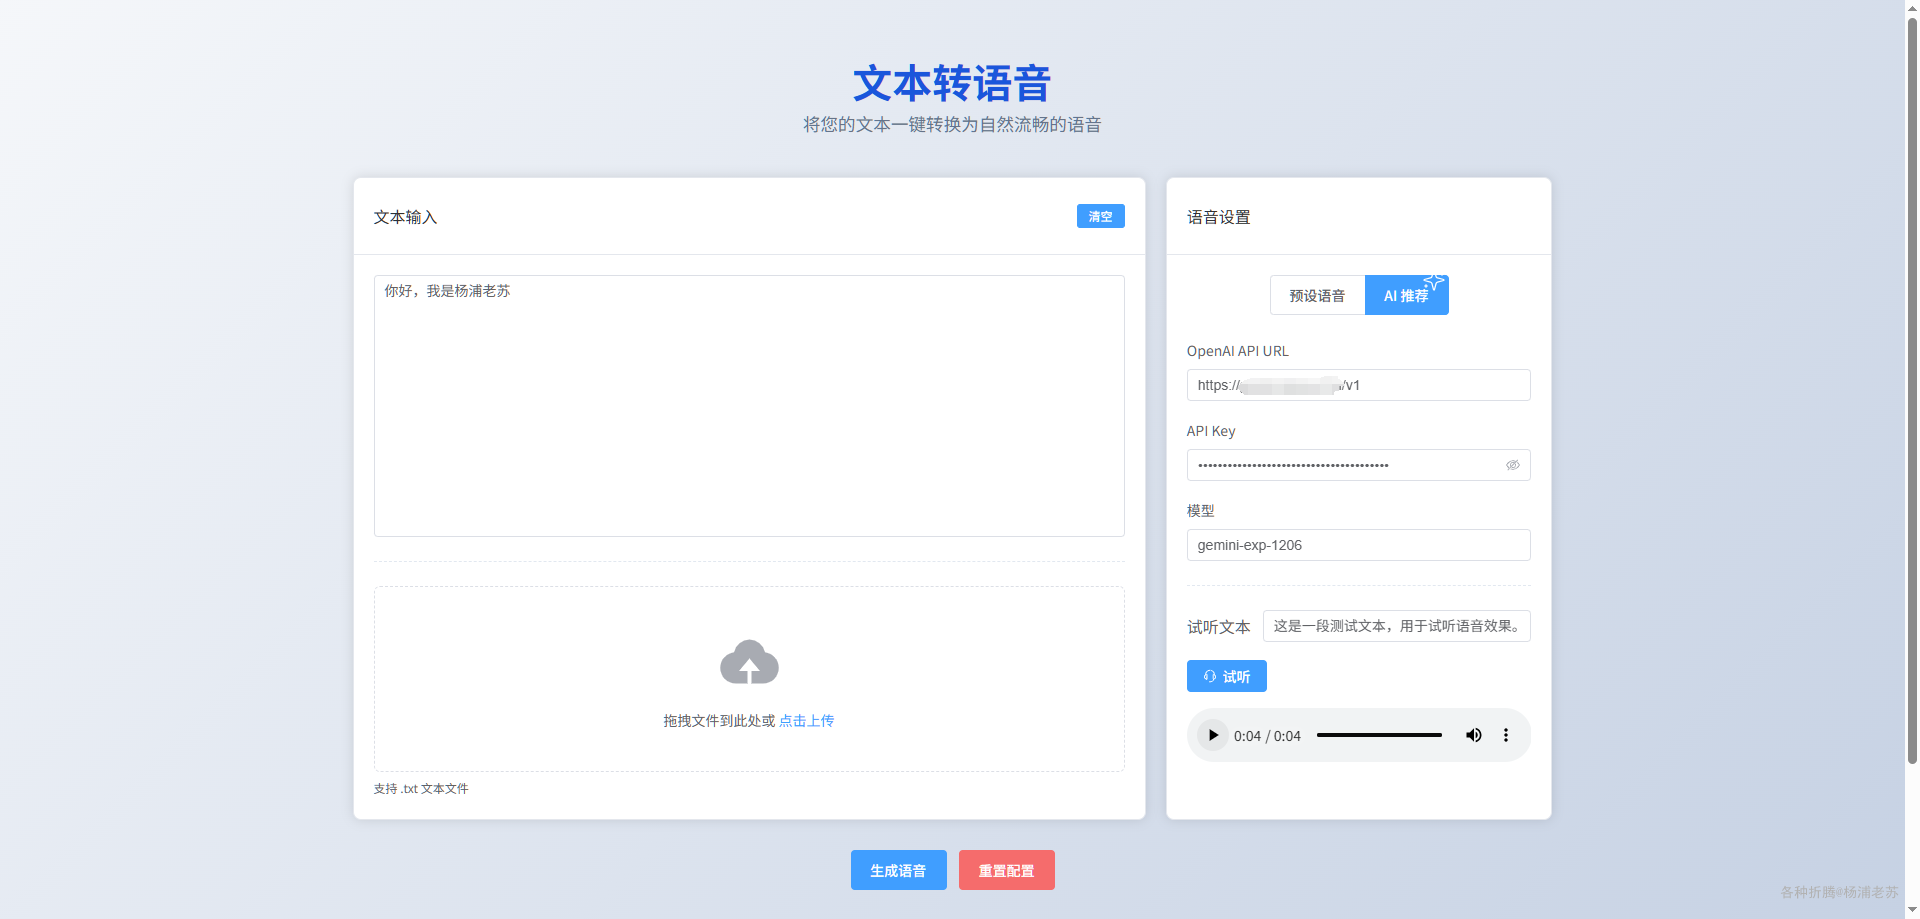 文本转语音
将您的文本一键转换为自然流畅的语音
文本输入
清空
你好，我是杨浦老苏
拖拽文件到此处或 点击上传
支持 .txt 文本文件
语音设置
预设语音
AI 推荐
OpenAI API URL
https:// /v1
API Key
模型
gemini-exp-1206
试听文本
这是一段测试文本，用于试听语音效果。
试听
0:04 / 0:04
生成语音
重置配置
各种折腾@杨浦老苏